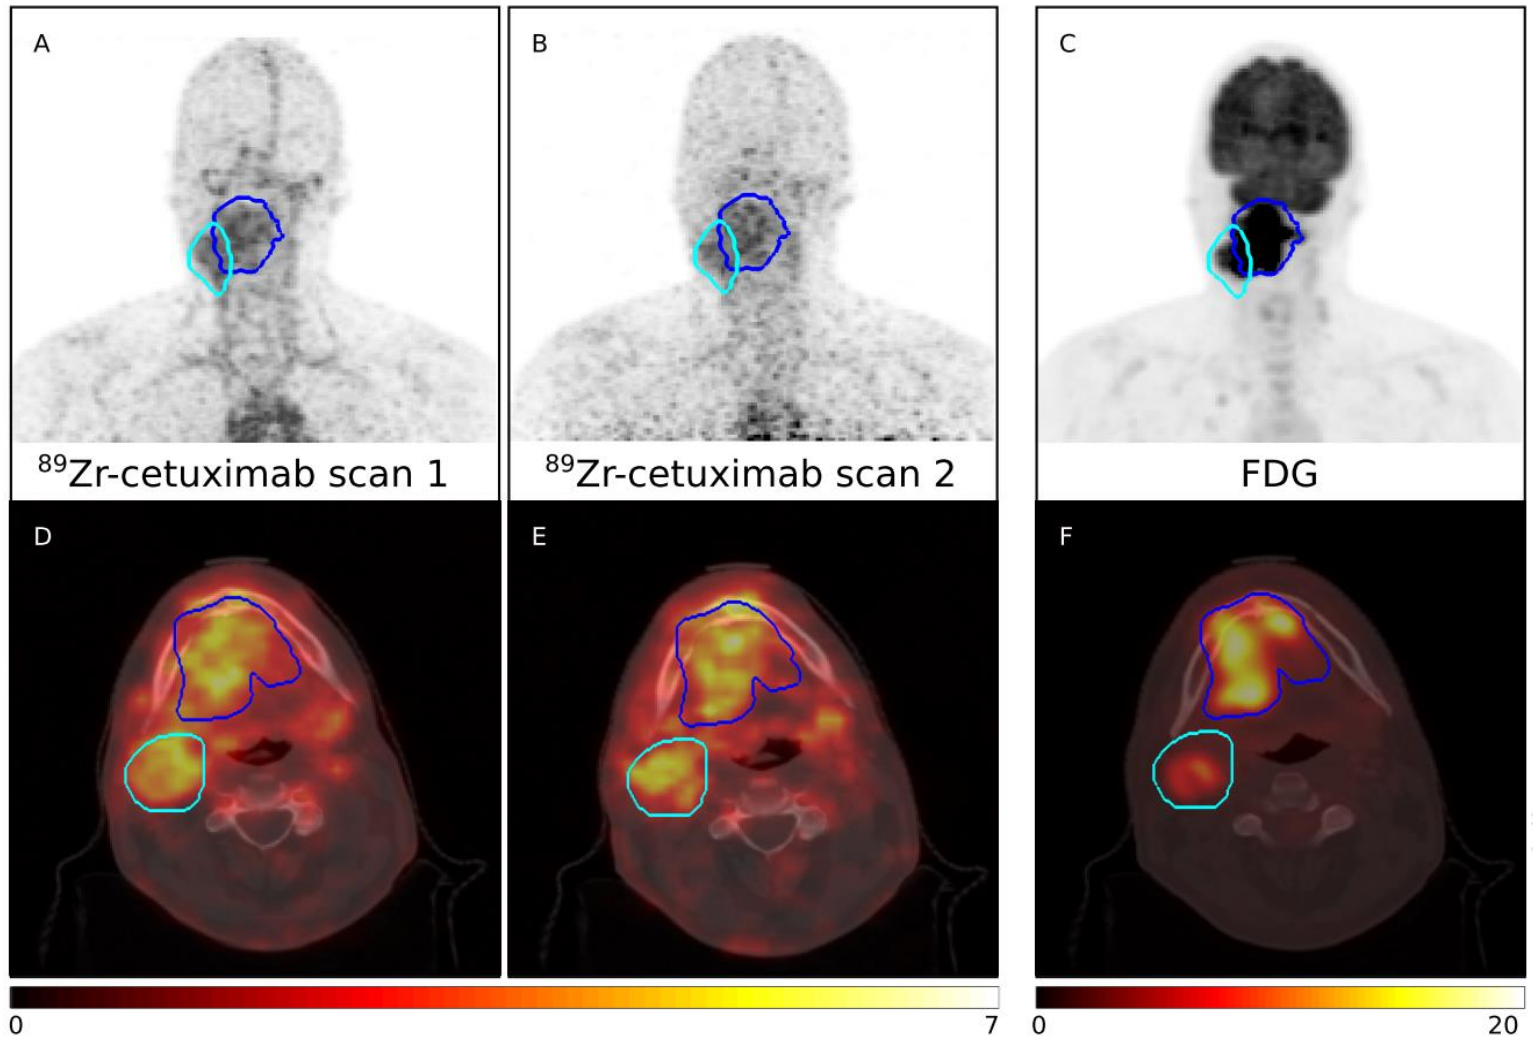 A
B
C
⁸⁹Zr-cetuximab scan 1
⁸⁹Zr-cetuximab scan 2
FDG
D
E
F
0
7
0
20